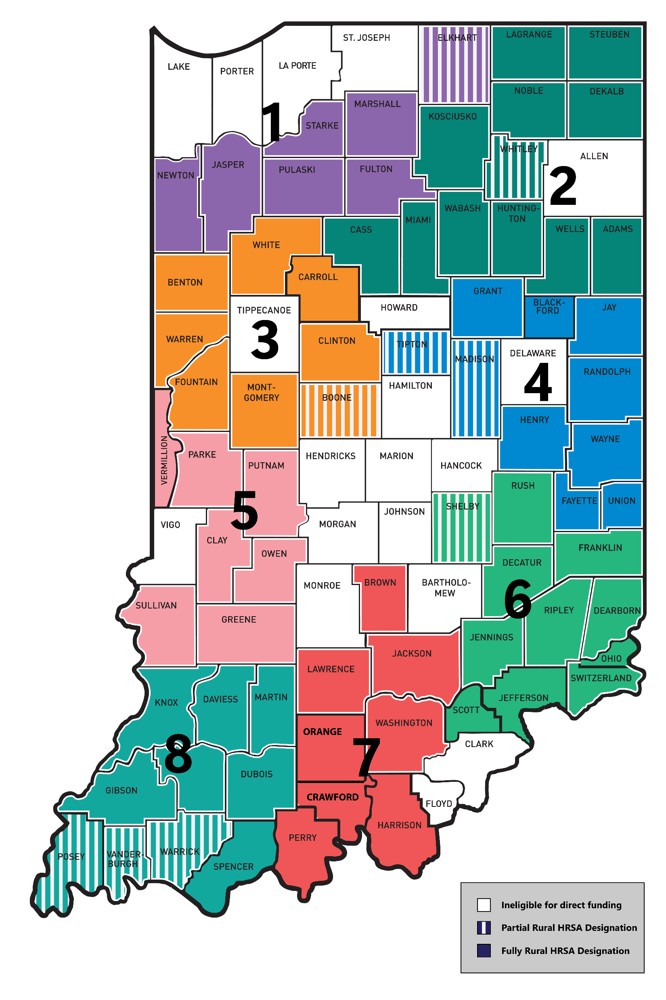 ST. JOSEPH
ELKHART
LAGRANGE
STEUBEN
LAKE
PORTER
LA PORTE
NOBLE
DEKALB
MARSHALL
KOSCIUSKO
1
STARKE
WHITLEY
ALLEN
JASPER
NEWTON
PULASKI
FULTON
2
WABASH
HUNTING-
TON
MIAMI
CASS
WELLS
ADAMS
WHITE
BENTON
CARROLL
GRANT
BLACK-
FORD
JAY
TIPPECANOE
HOWARD
3
WARREN
CLINTON
TIPTON
MADISON
DELAWARE
RANDOLPH
4
FOUNTAIN
MONT-
GOMERY
BOONE
HAMILTON
HENRY
WAYNE
VERMILLION
PARKE
PUTNAM
HENDRICKS
MARION
HANCOCK
RUSH
FAYETTE
UNION
5
SHELBY
JOHNSON
MORGAN
VIGO
CLAY
OWEN
FRANKLIN
DECATUR
6
MONROE
BROWN
BARTHOLO-
MEW
SULLIVAN
GREENE
RIPLEY
DEARBORN
JENNINGS
JACKSON
OHIO
LAWRENCE
SWITZERLAND
KNOX
DAVIESS
MARTIN
JEFFERSON
SCOTT
WASHINGTON
ORANGE
CLARK
7
8
DUBOIS
GIBSON
CRAWFORD
FLOYD
HARRISON
PERRY
POSEY
VANDER-
BURGH
WARRICK
SPENCER
Ineligible for direct funding
Partial Rural HRSA Designation
Fully Rural HRSA Designation